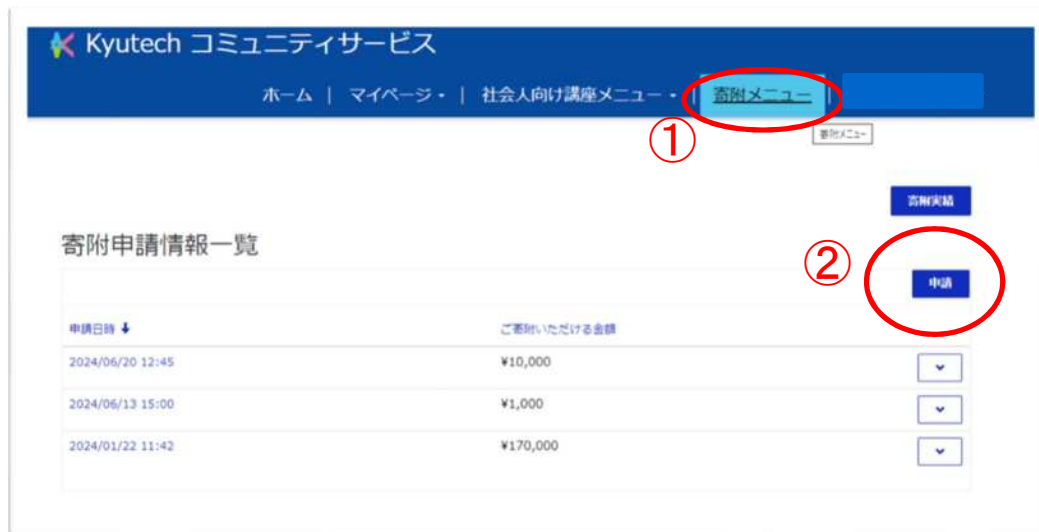 Kyutech コミュニティサービス
ホーム | マイページ・ | 社会人向け講座メニュー・ | 寄附メニュー |
①
寄附メニュー
寄附実績
寄附申請情報一覧
②
申請
申請日時 ⬇ ご寄附いただける金額
2024/06/20 12:45 ¥10,000
2024/06/13 15:00 ¥1,000
2024/01/22 11:42 ¥170,000